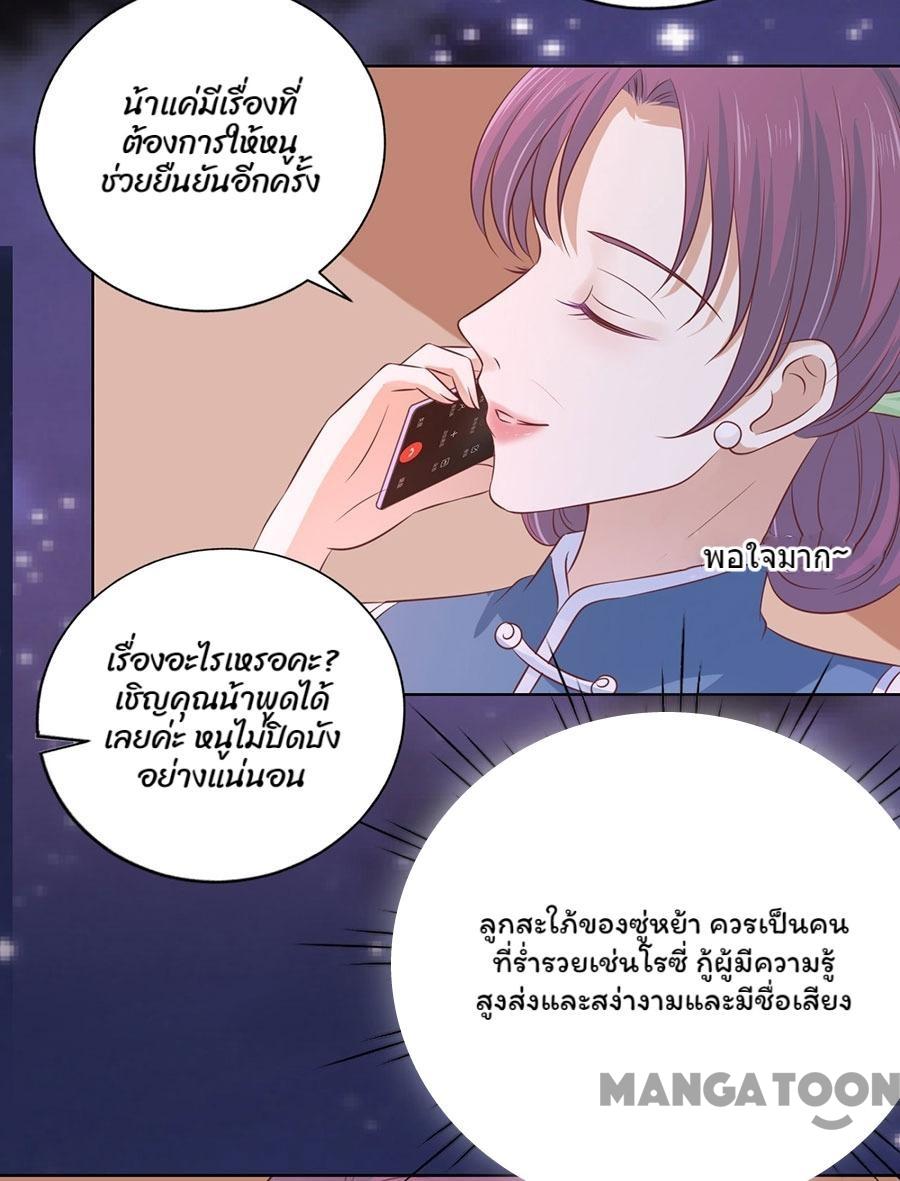 น้าแค่มีเรื่องที่
ต้องการให้หนู
ช่วยยืนยันอีกครั้ง
พอใจมาก~
เรื่องอะไรเหรอคะ?
เชิญคุณน้าพูดได้
เลยค่ะ หนูไม่ปิดบัง
อย่างแน่นอน
ลูกสะใภ้ของซู่หย้า ควรเป็นคน
ที่ร่ำรวยเช่นโรซี่ กู้ผู้มีความรู้
สูงส่งและสง่างามและมีชื่อเสียง
MANGATOON